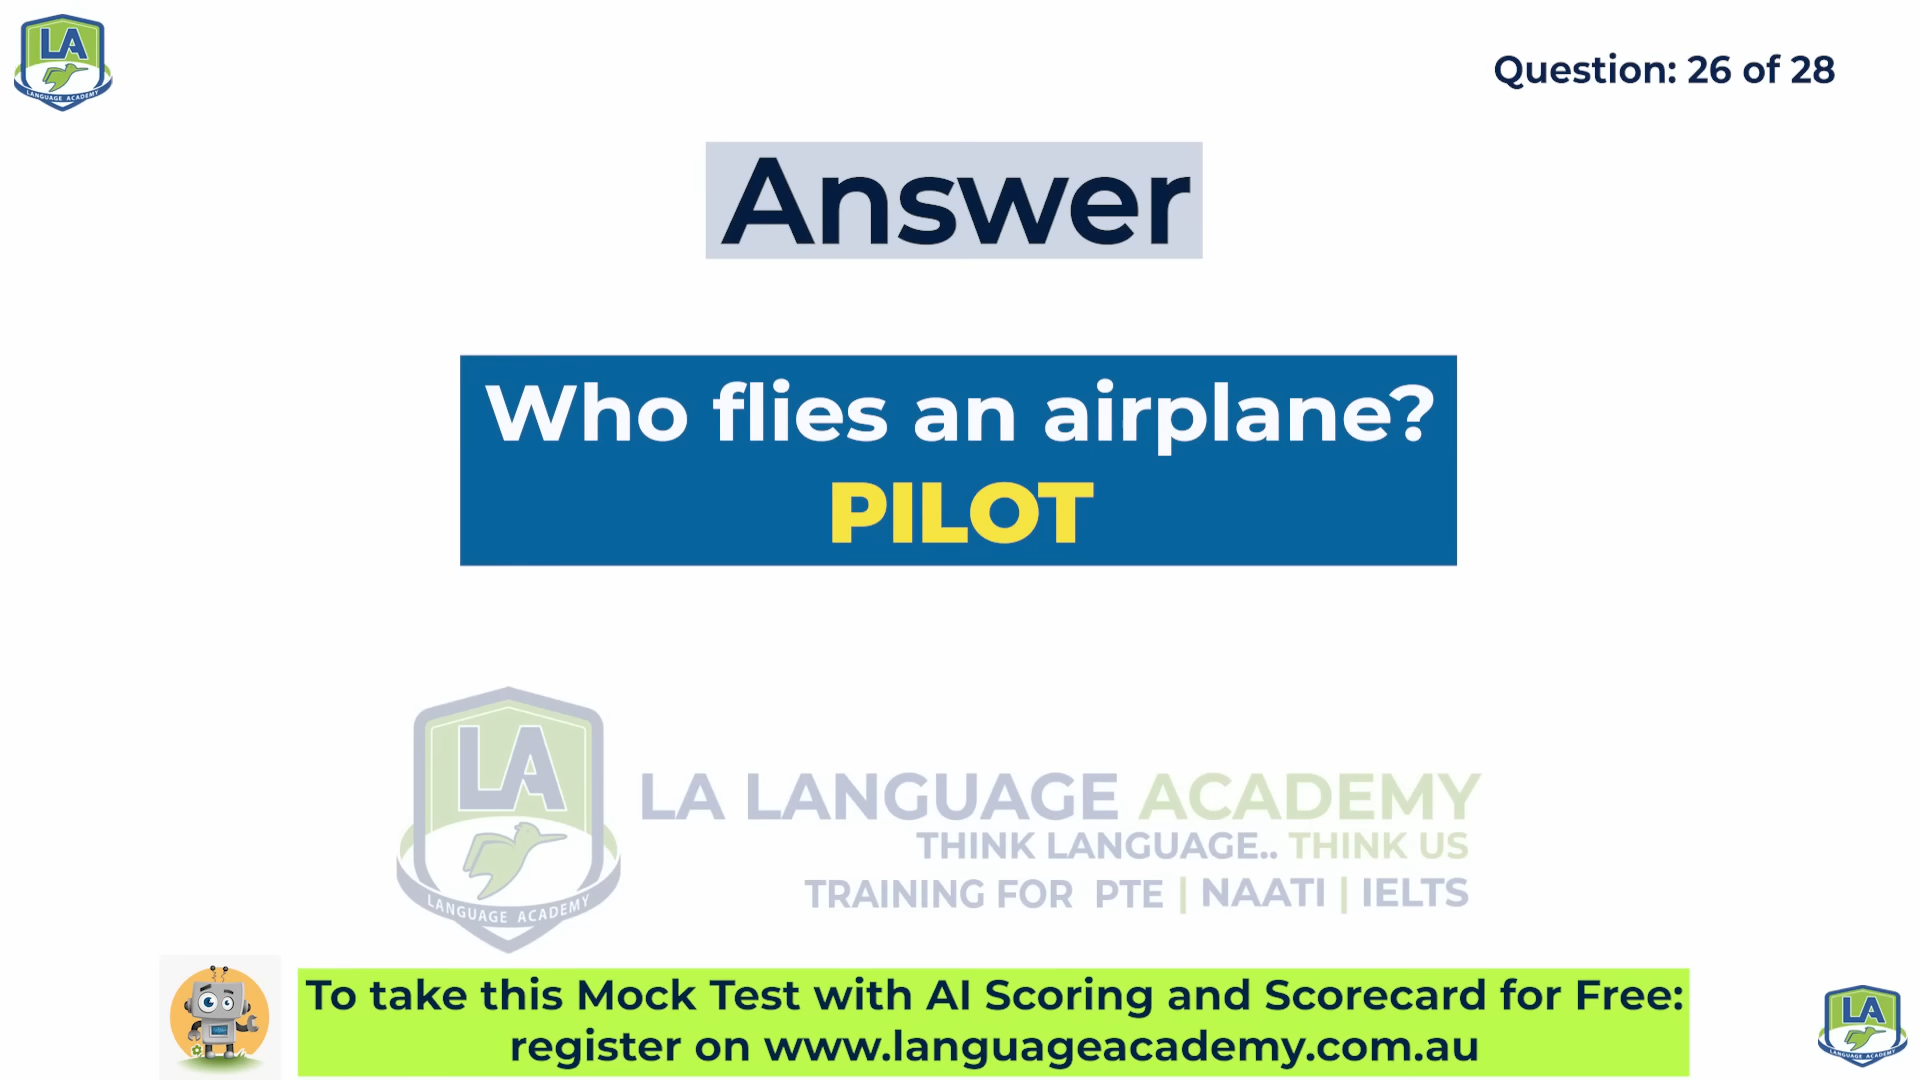 LA
LANGUAGE ACADEMY
Question: 26 of 28
Answer
Who flies an airplane?
PILOT
LA
LANGUAGE ACADEMY
LA LANGUAGE ACADEMY
THINK LANGUAGE.. THINK US
TRAINING FOR PTE | NAATI | IELTS
To take this Mock Test with AI Scoring and Scorecard for Free:
register on www.languageacademy.com.au
LA
LANGUAGE ACADEMY